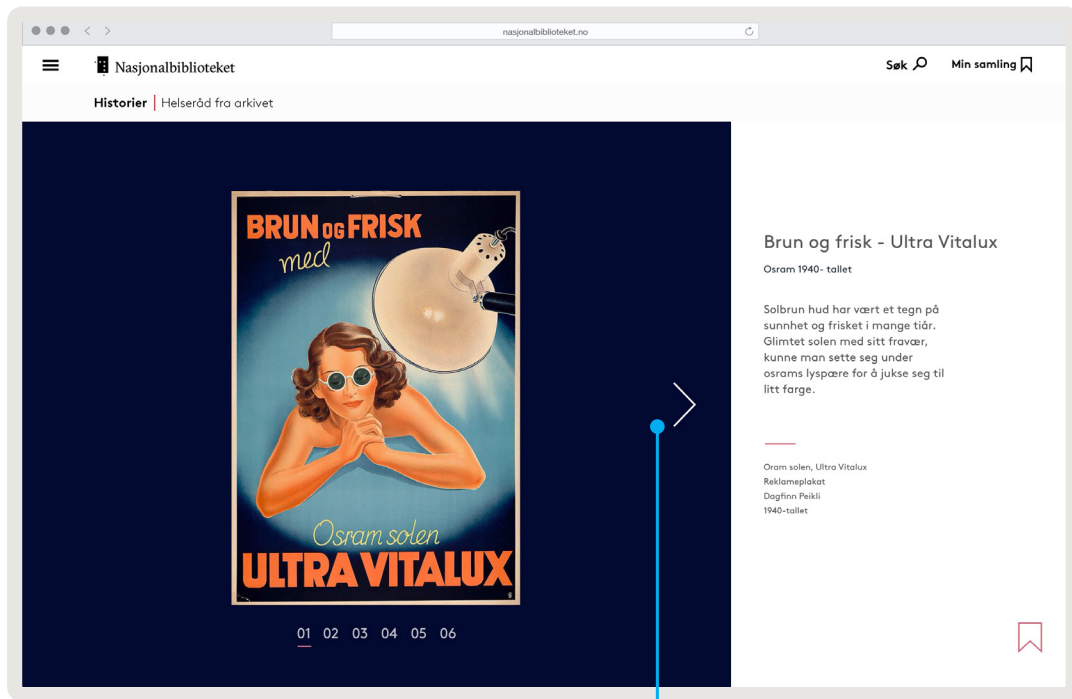 nasjonalbiblioteket.no
Nasjonalbiblioteket
Søk
Min samling
Historier | Helseråd fra arkivet
BRUN OG FRISK
med
Osram solen
ULTRA VITALUX
01 02 03 04 05 06
Brun og frisk - Ultra Vitalux
Osram 1940- tallet
Solbrun hud har vært et tegn på
sunnhet og frisket i mange tiår.
Glimtet solen med sitt fravær,
kunne man sette seg under
osrams lyspære for å jukse seg til
litt farge.
Oram solen, Ultra Vitalux
Reklameplakat
Dagfinn Peikli
1940-tallet